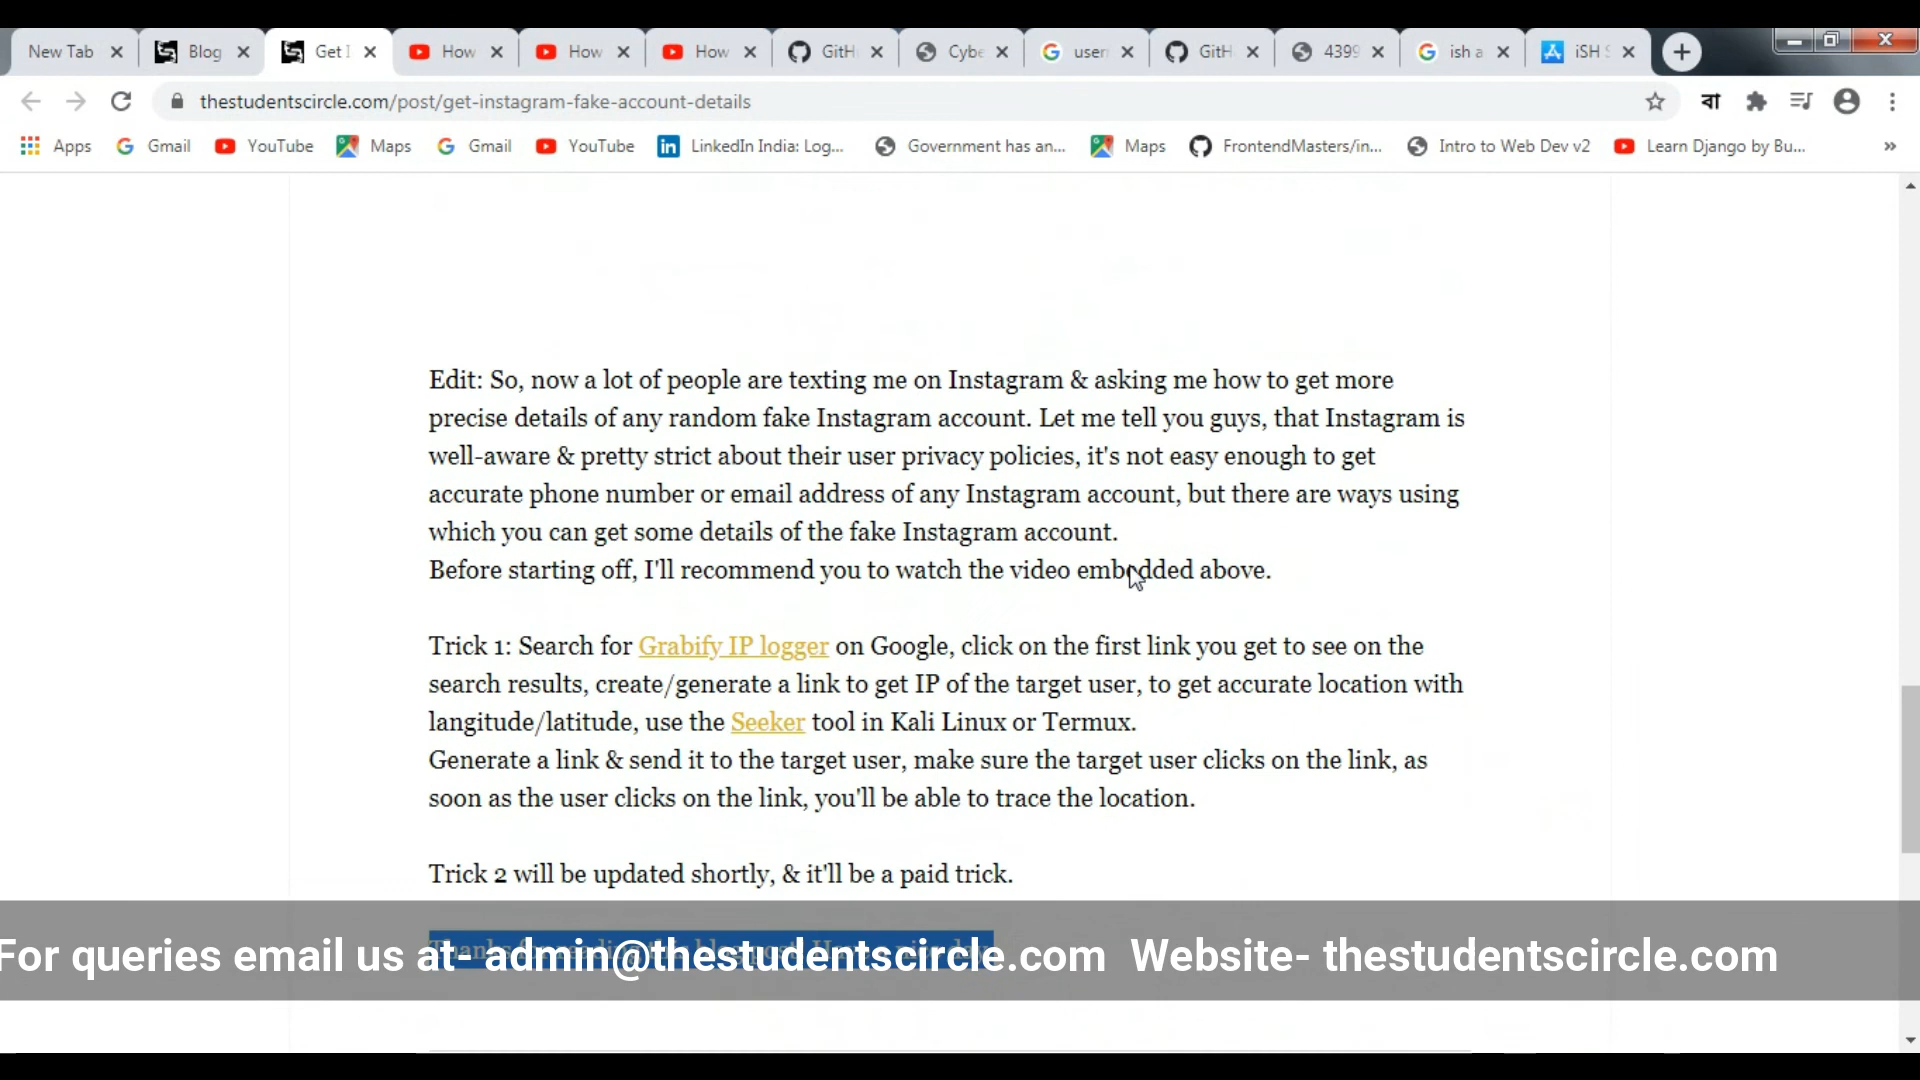 New Tab
Blog
Get I
How
How
How
GitH
Cybe
user
GitH
4399
ish a
iSH S
thestudentscircle.com/post/get-instagram-fake-account-details
বা
Apps
Gmail
YouTube
Maps
Gmail
YouTube
LinkedIn India: Log...
Government has an...
Maps
FrontendMasters/in...
Intro to Web Dev v2
Learn Django by Bu...
»
Edit: So, now a lot of people are texting me on Instagram & asking me how to get more
precise details of any random fake Instagram account. Let me tell you guys, that Instagram is
well-aware & pretty strict about their user privacy policies, it's not easy enough to get
accurate phone number or email address of any Instagram account, but there are ways using
which you can get some details of the fake Instagram account.
Before starting off, I'll recommend you to watch the video embedded above.
Trick 1: Search for Grabify IP logger on Google, click on the first link you get to see on the
search results, create/generate a link to get IP of the target user, to get accurate location with
langitude/latitude, use the Seeker tool in Kali Linux or Termux.
Generate a link & send it to the target user, make sure the target user clicks on the link, as
soon as the user clicks on the link, you'll be able to trace the location.
Trick 2 will be updated shortly, & it'll be a paid trick.
For queries email us at- admin@thestudentscircle.com Website- thestudentscircle.com